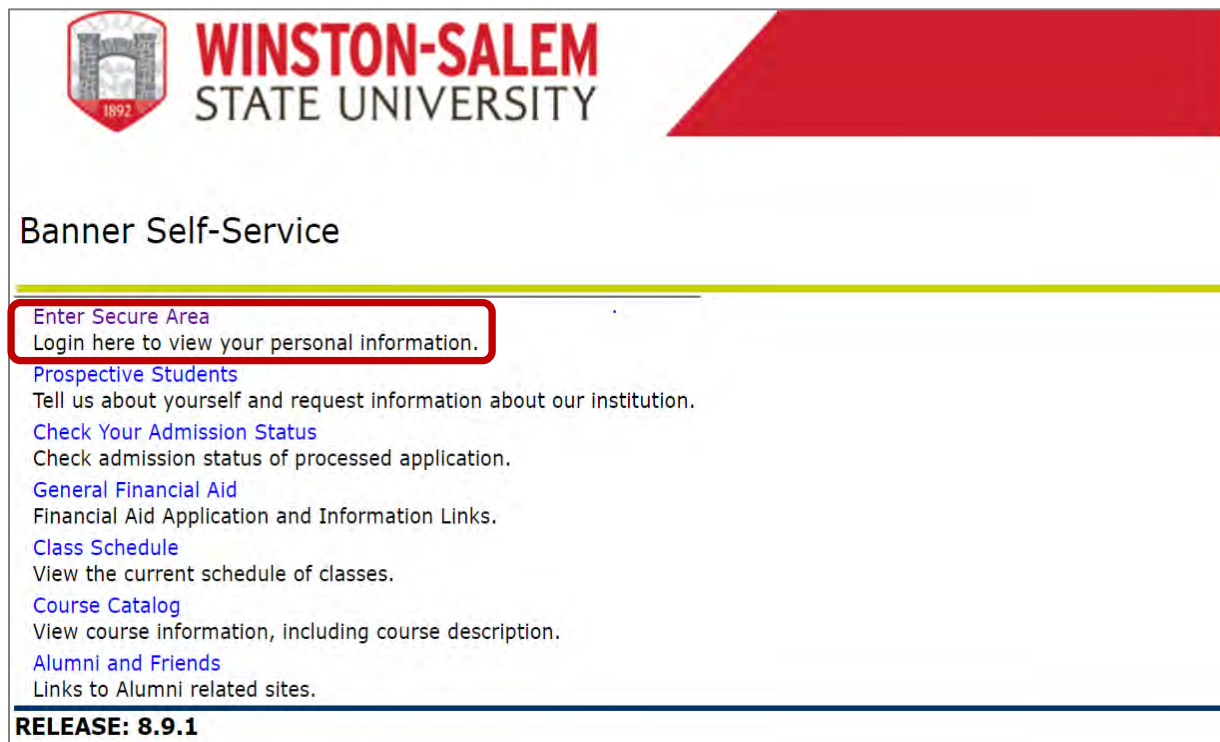 1892
WINSTON-SALEM
STATE UNIVERSITY
Banner Self-Service
Enter Secure Area
Login here to view your personal information.
Prospective Students
Tell us about yourself and request information about our institution.
Check Your Admission Status
Check admission status of processed application.
General Financial Aid
Financial Aid Application and Information Links.
Class Schedule
View the current schedule of classes.
Course Catalog
View course information, including course description.
Alumni and Friends
Links to Alumni related sites.
RELEASE: 8.9.1